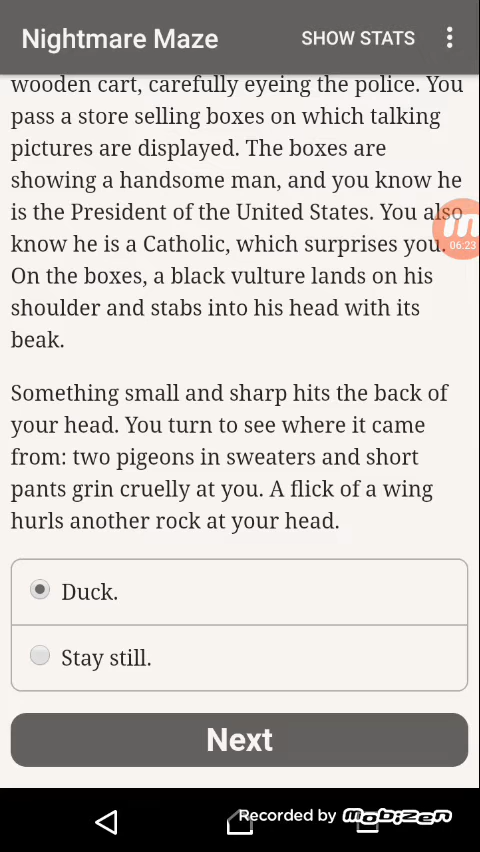 Nightmare Maze SHOW STATS
wooden cart, carefully eyeing the police. You
pass a store selling boxes on which talking
pictures are displayed. The boxes are
showing a handsome man, and you know he
is the President of the United States. You also
know he is a Catholic, which surprises you.
On the boxes, a black vulture lands on his
shoulder and stabs into his head with its
beak.
06:23
Something small and sharp hits the back of
your head. You turn to see where it came
from: two pigeons in sweaters and short
pants grin cruelly at you. A flick of a wing
hurls another rock at your head.
Duck.
Stay still.
Next
Recorded by mobizen